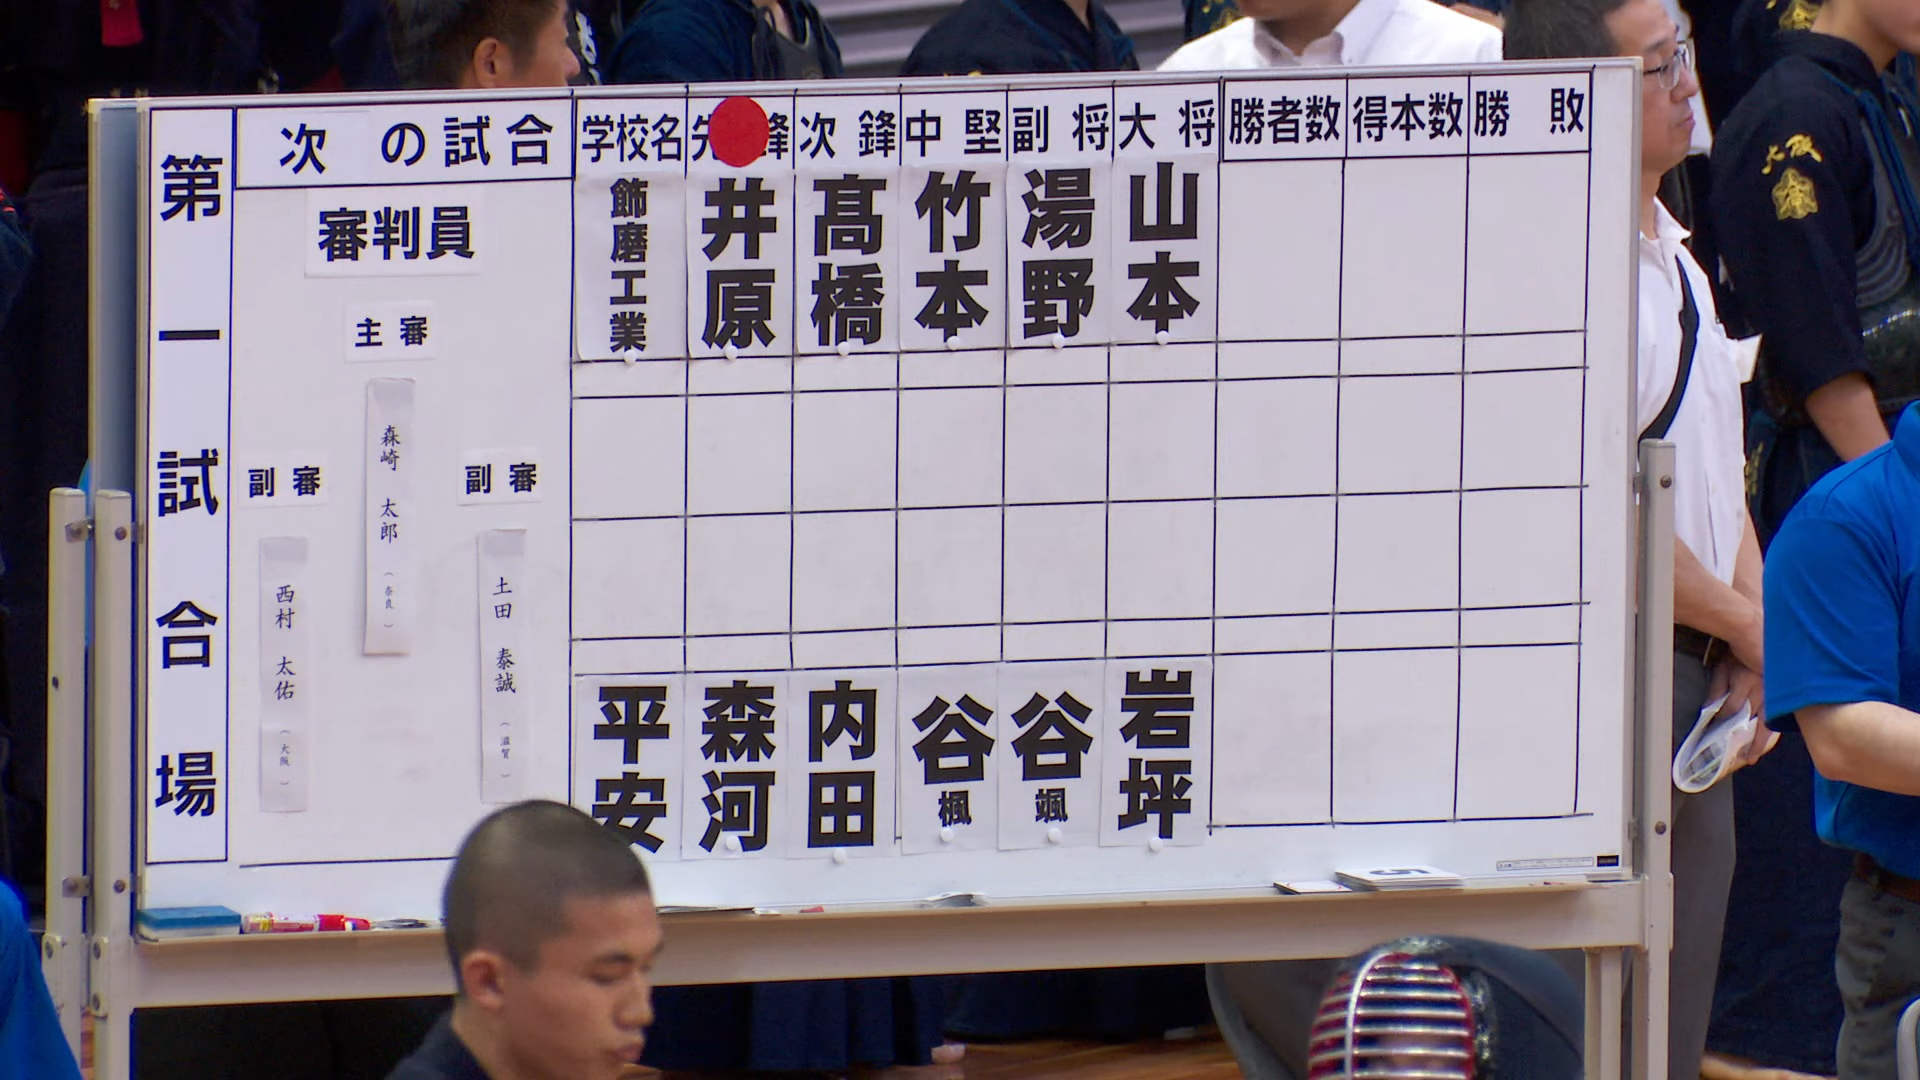 第一試合場
次の試合
審判員
主審
森崎 太郎（奈良）
副審
西村 太佑（大阪）
副審
土田 泰誠（滋賀）
学校名 先鋒 次鋒 中堅 副将 大将 勝者数 得本数 勝敗
飾磨工業 井原 髙橋 竹本 湯野 山本
平安 森河 内田 谷楓 谷颯 岩坪
大阪